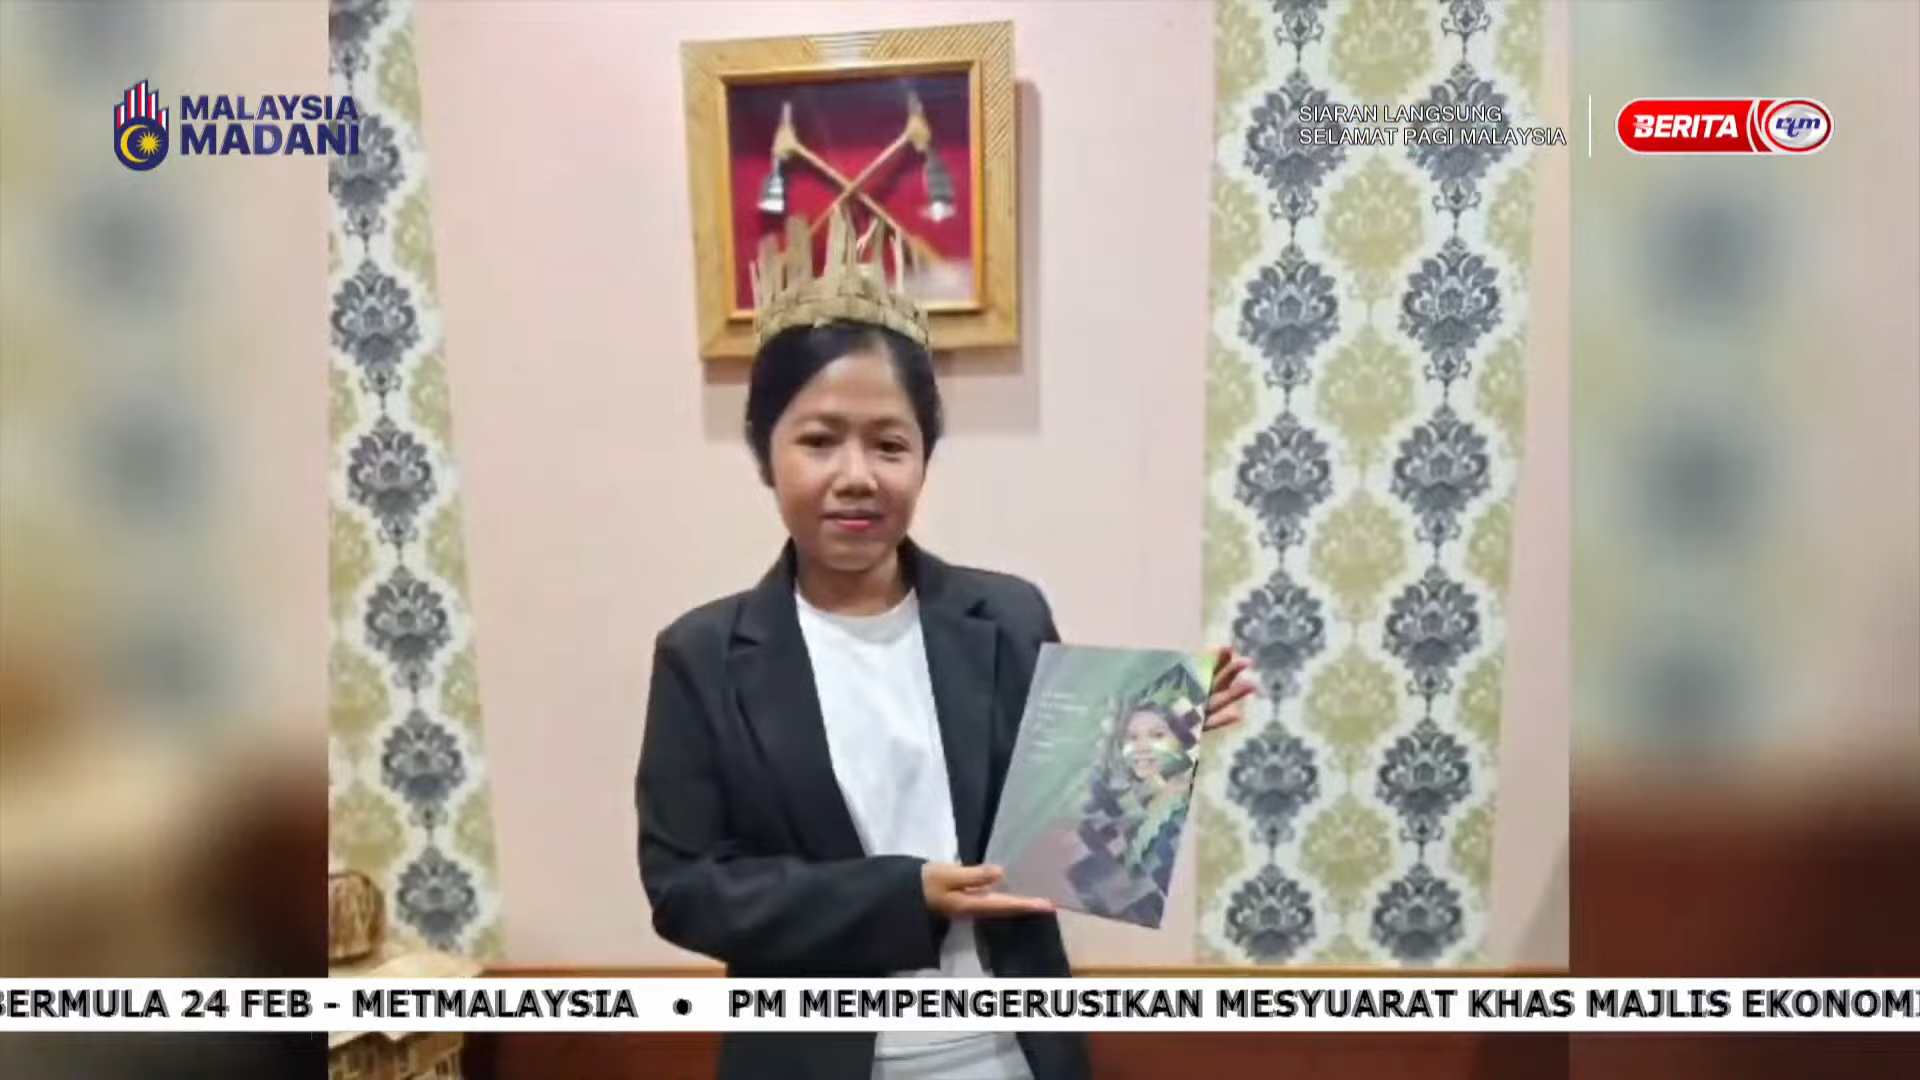 MALAYSIA
MADANI
SIARAN LANGSUNG
SELAMAT PAGI MALAYSIA
BERITA rtm
BERMULA 24 FEB - METMALAYSIA • PM MEMPENGERUSIKAN MESYUARAT KHAS MAJLIS EKONOMI